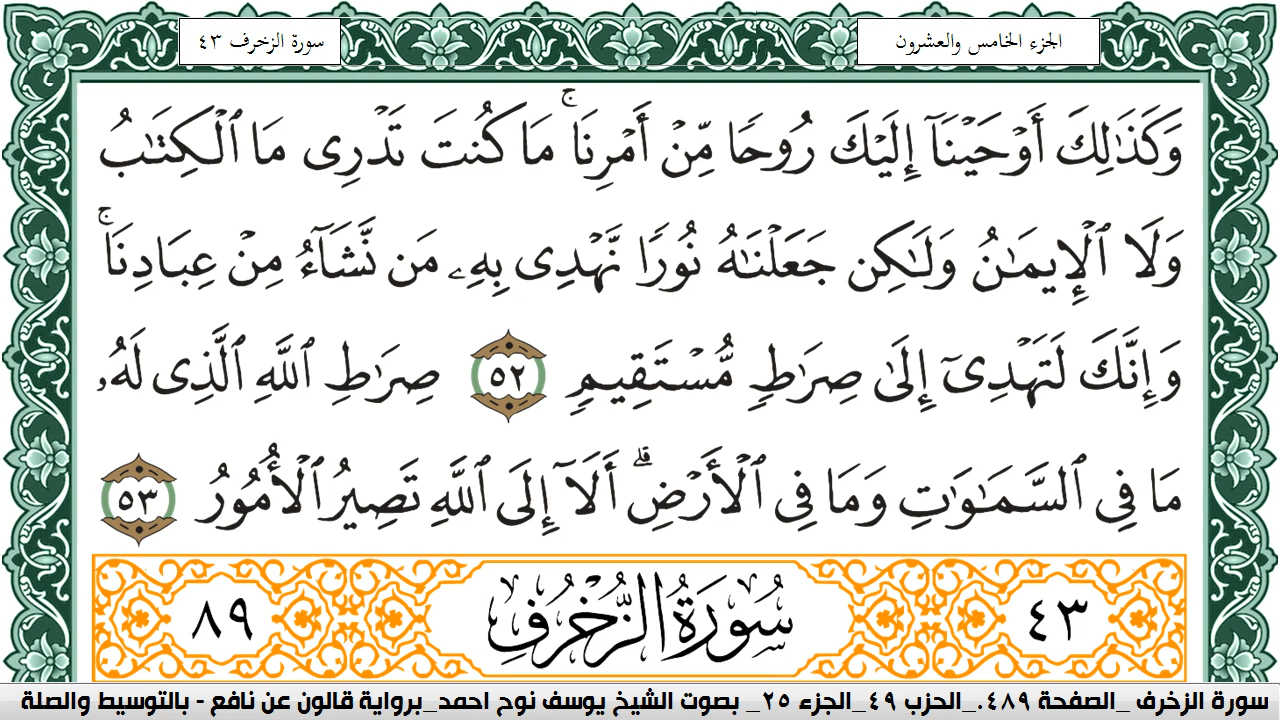 الجزء الخامس والعشرون
سورة الزخرف ٤٣
وَكَذَٰلِكَ أَوْحَيْنَآ إِلَيْكَ رُوحًا مِّنْ أَمْرِنَا ۚ مَا كُنتَ تَدْرِى مَا ٱلْكِتَٰبُ
وَلَا ٱلْإِيمَٰنُ وَلَٰكِن جَعَلْنَٰهُ نُورًا نَّهْدِى بِهِۦ مَن نَّشَآءُ مِنْ عِبَادِنَا ۚ
وَإِنَّكَ لَتَهْدِىٓ إِلَىٰ صِرَٰطٍ مُّسْتَقِيمٍ ٥٢ صِرَٰطِ ٱللَّهِ ٱلَّذِى لَهُۥ
مَا فِى ٱلسَّمَٰوَٰتِ وَمَا فِى ٱلْأَرْضِ ۗ أَلَآ إِلَى ٱللَّهِ تَصِيرُ ٱلْأُمُورُ ٥٣
٤٣ سُورَةُ الزُّخْرُفِ ٨٩
سورة الزخرف _الصفحة ٤٨٩._الحزب ٤٩_الجزء ٢٥_ بصوت الشيخ يوسف نوح احمد_برواية قالون عن نافع - بالتوسيط والصلة